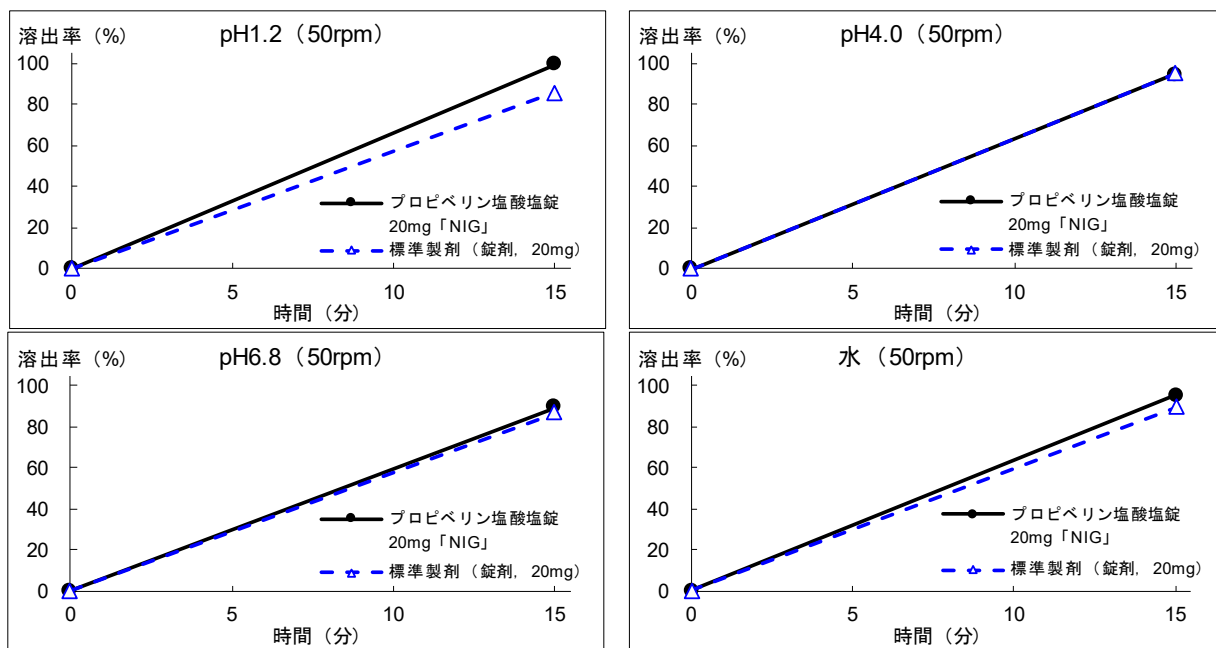 溶出率 (%)
pH1.2（50rpm）
100
80
60
40
20
0
0
5
10
15
時間（分）
プロピベリン塩酸塩錠
20mg「NIG」
標準製剤（錠剤，20mg）
溶出率 (%)
pH4.0（50rpm）
100
80
60
40
20
0
0
5
10
15
時間（分）
プロピベリン塩酸塩錠
20mg「NIG」
標準製剤（錠剤，20mg）
溶出率 (%)
pH6.8（50rpm）
100
80
60
40
20
0
0
5
10
15
時間（分）
プロピベリン塩酸塩錠
20mg「NIG」
標準製剤（錠剤，20mg）
溶出率 (%)
水（50rpm）
100
80
60
40
20
0
0
5
10
15
時間（分）
プロピベリン塩酸塩錠
20mg「NIG」
標準製剤（錠剤，20mg）